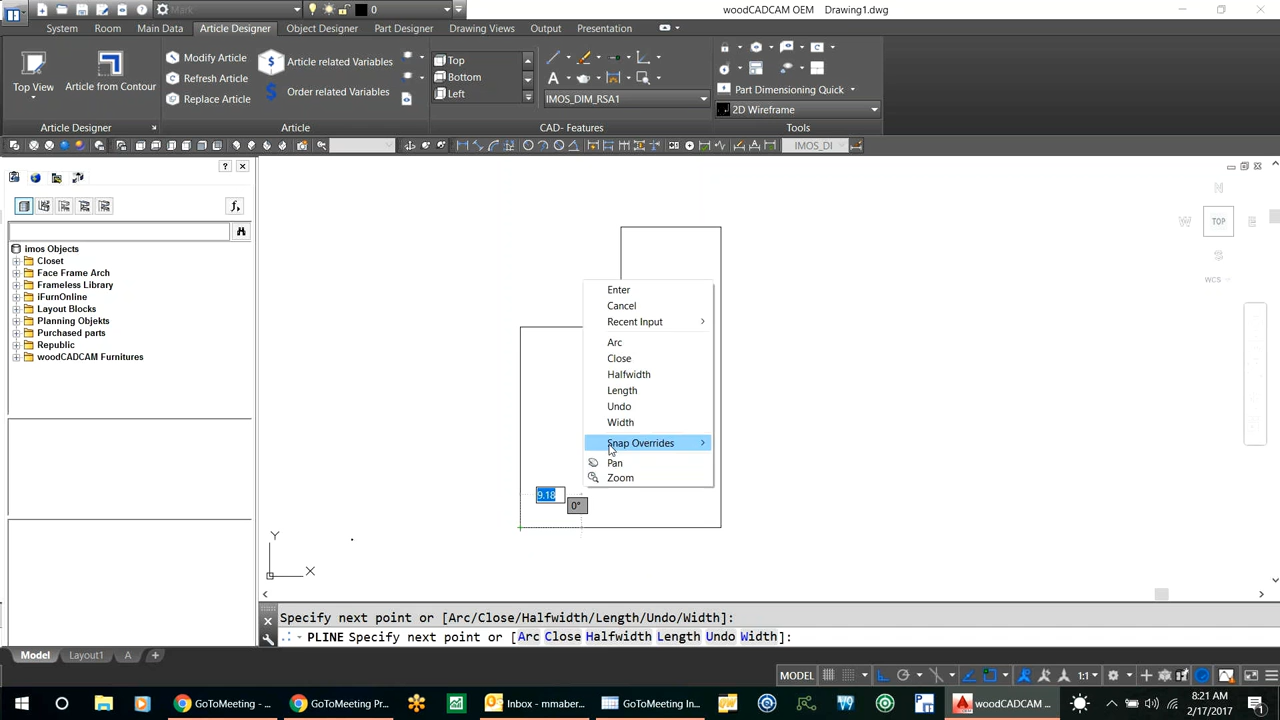 Mark
0
woodCADCAM OEM Drawing1.dwg
System Room Main Data Article Designer Object Designer Part Designer Drawing Views Output Presentation
Top View
Article from Contour
Modify Article
Refresh Article
Replace Article
Article related Variables
Order related Variables
Top
Bottom
Left
IMOS_DIM_RSA1
Part Dimensioning Quick
2D Wireframe
Article Designer Article CAD- Features Tools
IMOS_DI
N
W TOP E
S
WCS
imos Objects
Closet
Face Frame Arch
Frameless Library
iFurnOnline
Layout Blocks
Planning Objekts
Purchased parts
Republic
woodCADCAM Furnitures
Enter
Cancel
Recent Input
Arc
Close
Halfwidth
Length
Undo
Width
Snap Overrides
Pan
Zoom
9.18
0°
Y
X
Specify next point or [Arc/Close/Halfwidth/Length/Undo/Width]:
PLINE Specify next point or [Arc Close Halfwidth Length Undo Width]:
Model Layout1 A +
MODEL 1:1
GoToMeeting - ... GoToMeeting Pr... Inbox - mmaber... GoToMeeting In... woodCADCAM ...
8:21 AM
2/17/2017